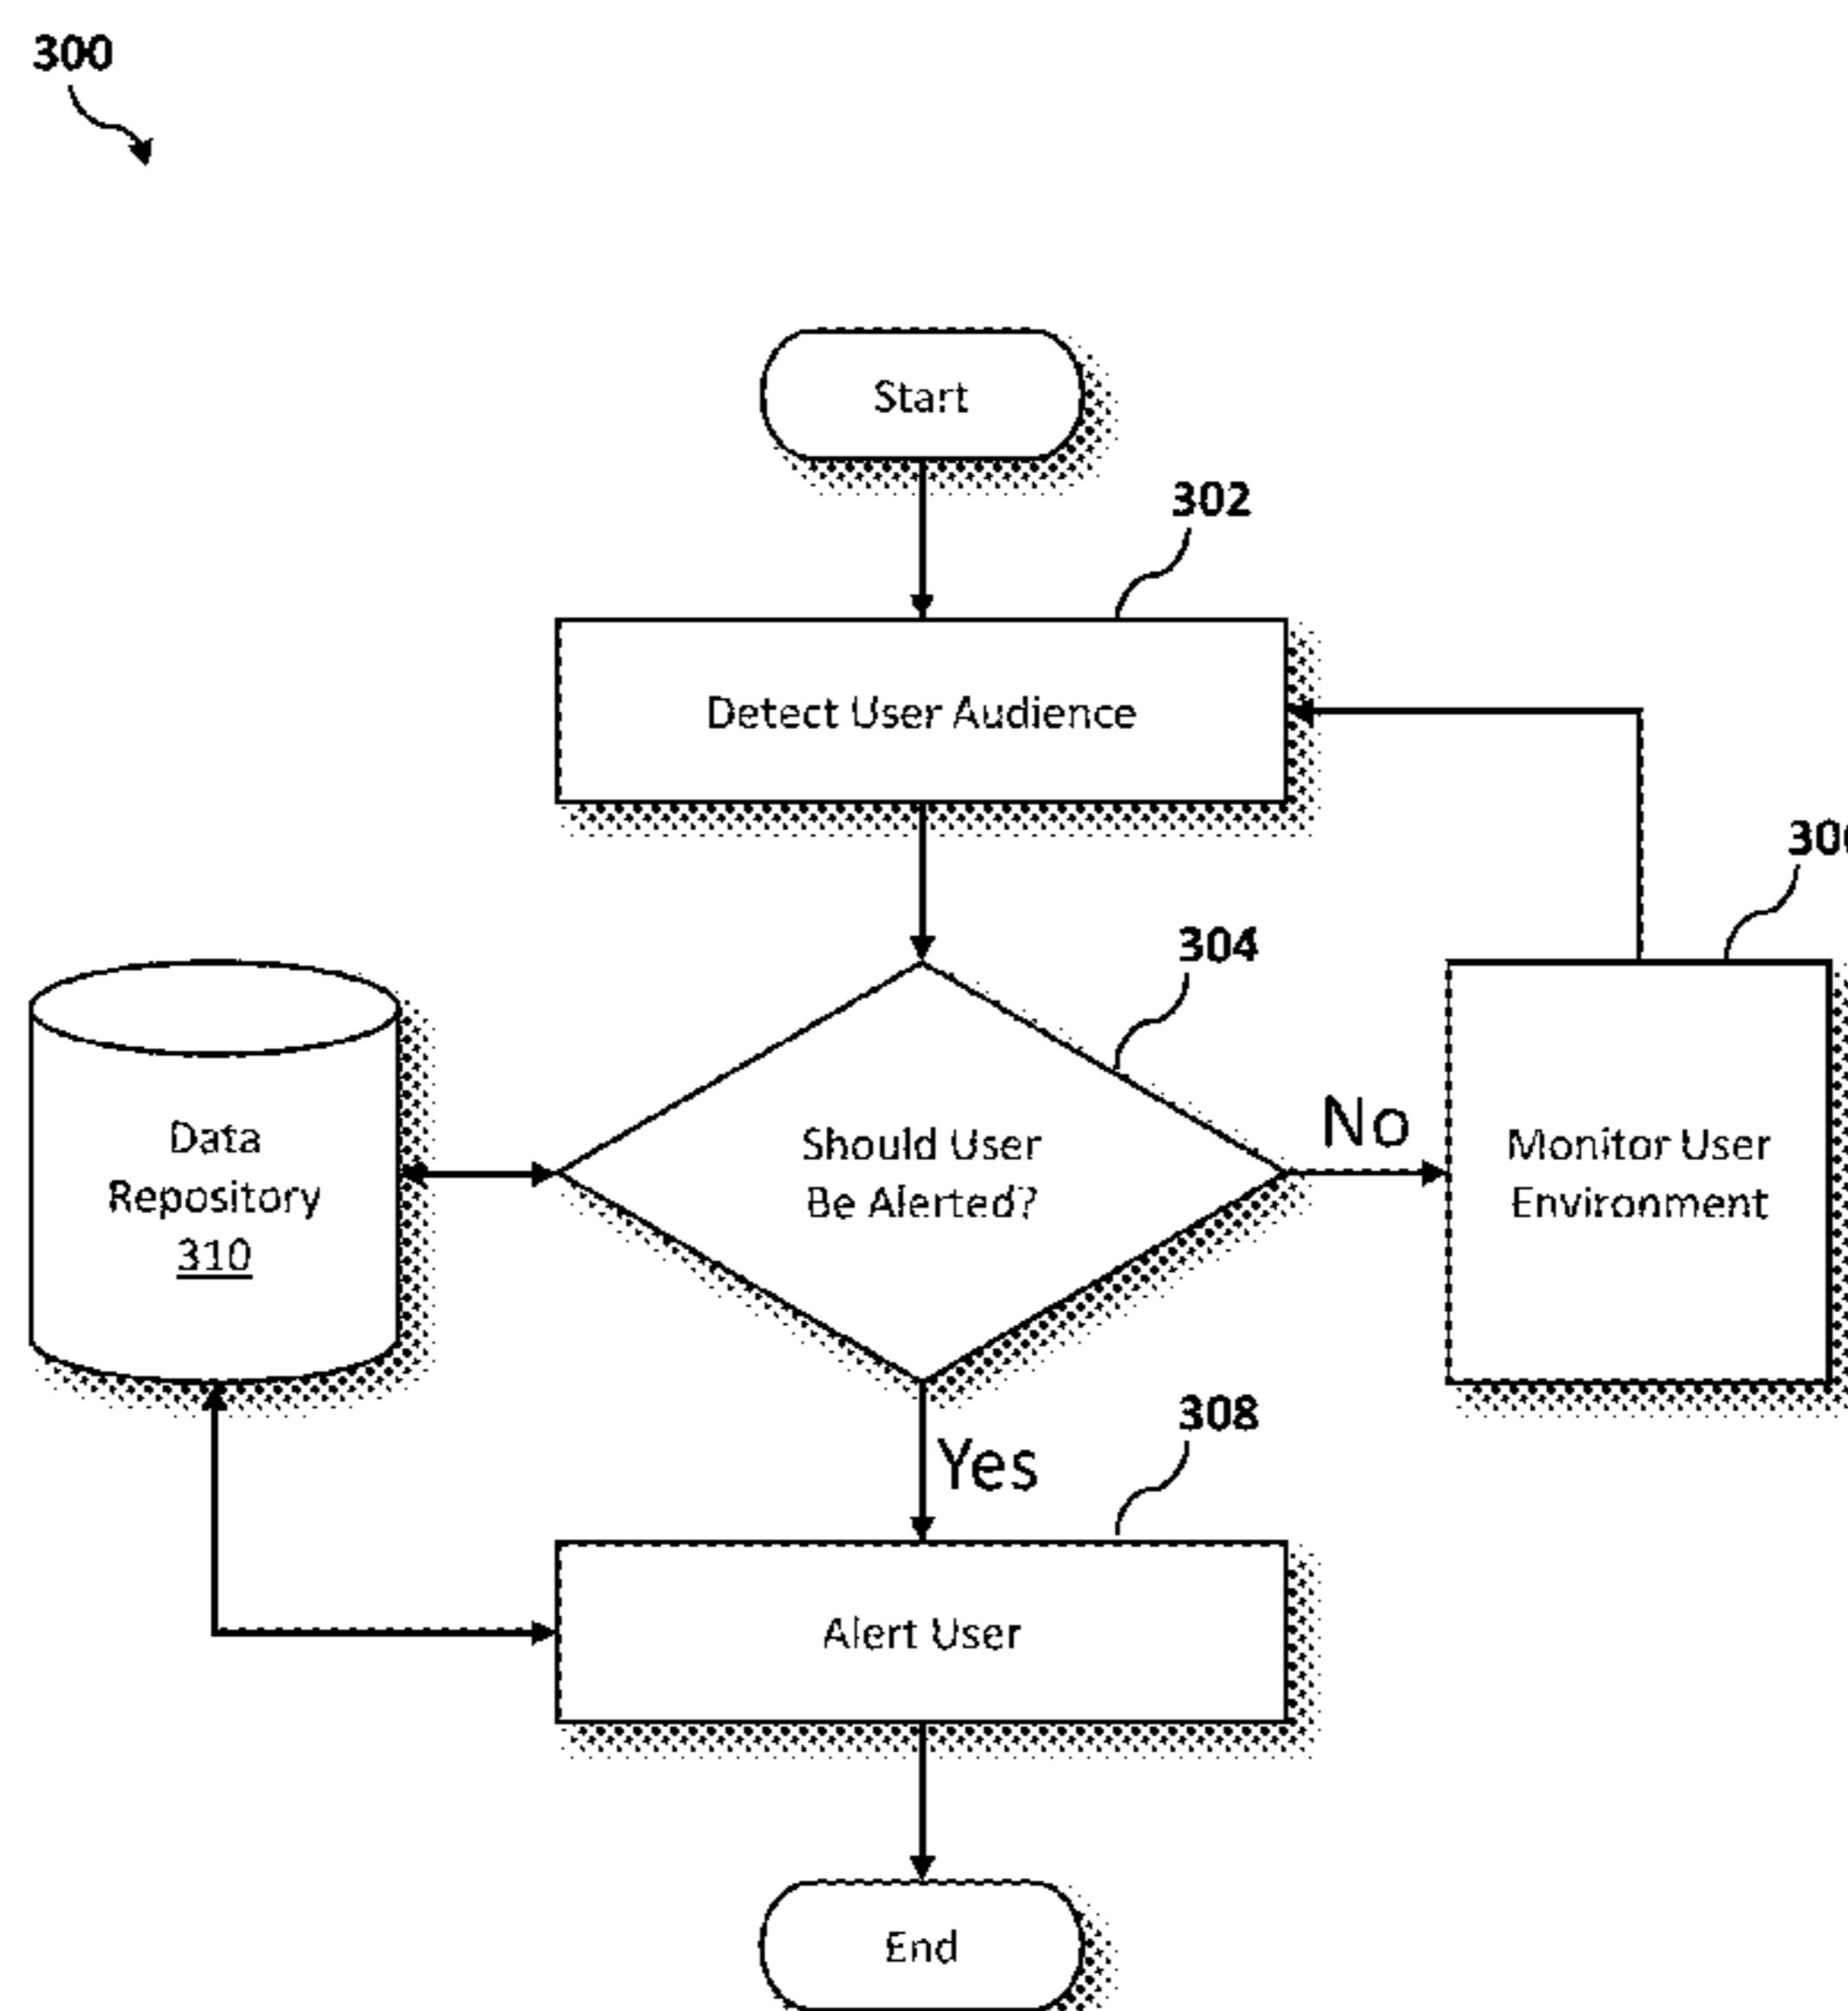 300
Start
302
Detect User Audience
304
Should User
Be Alerted?
No
Monitor User
Environment
Data
Repository
310
Yes
308
Alert User
End